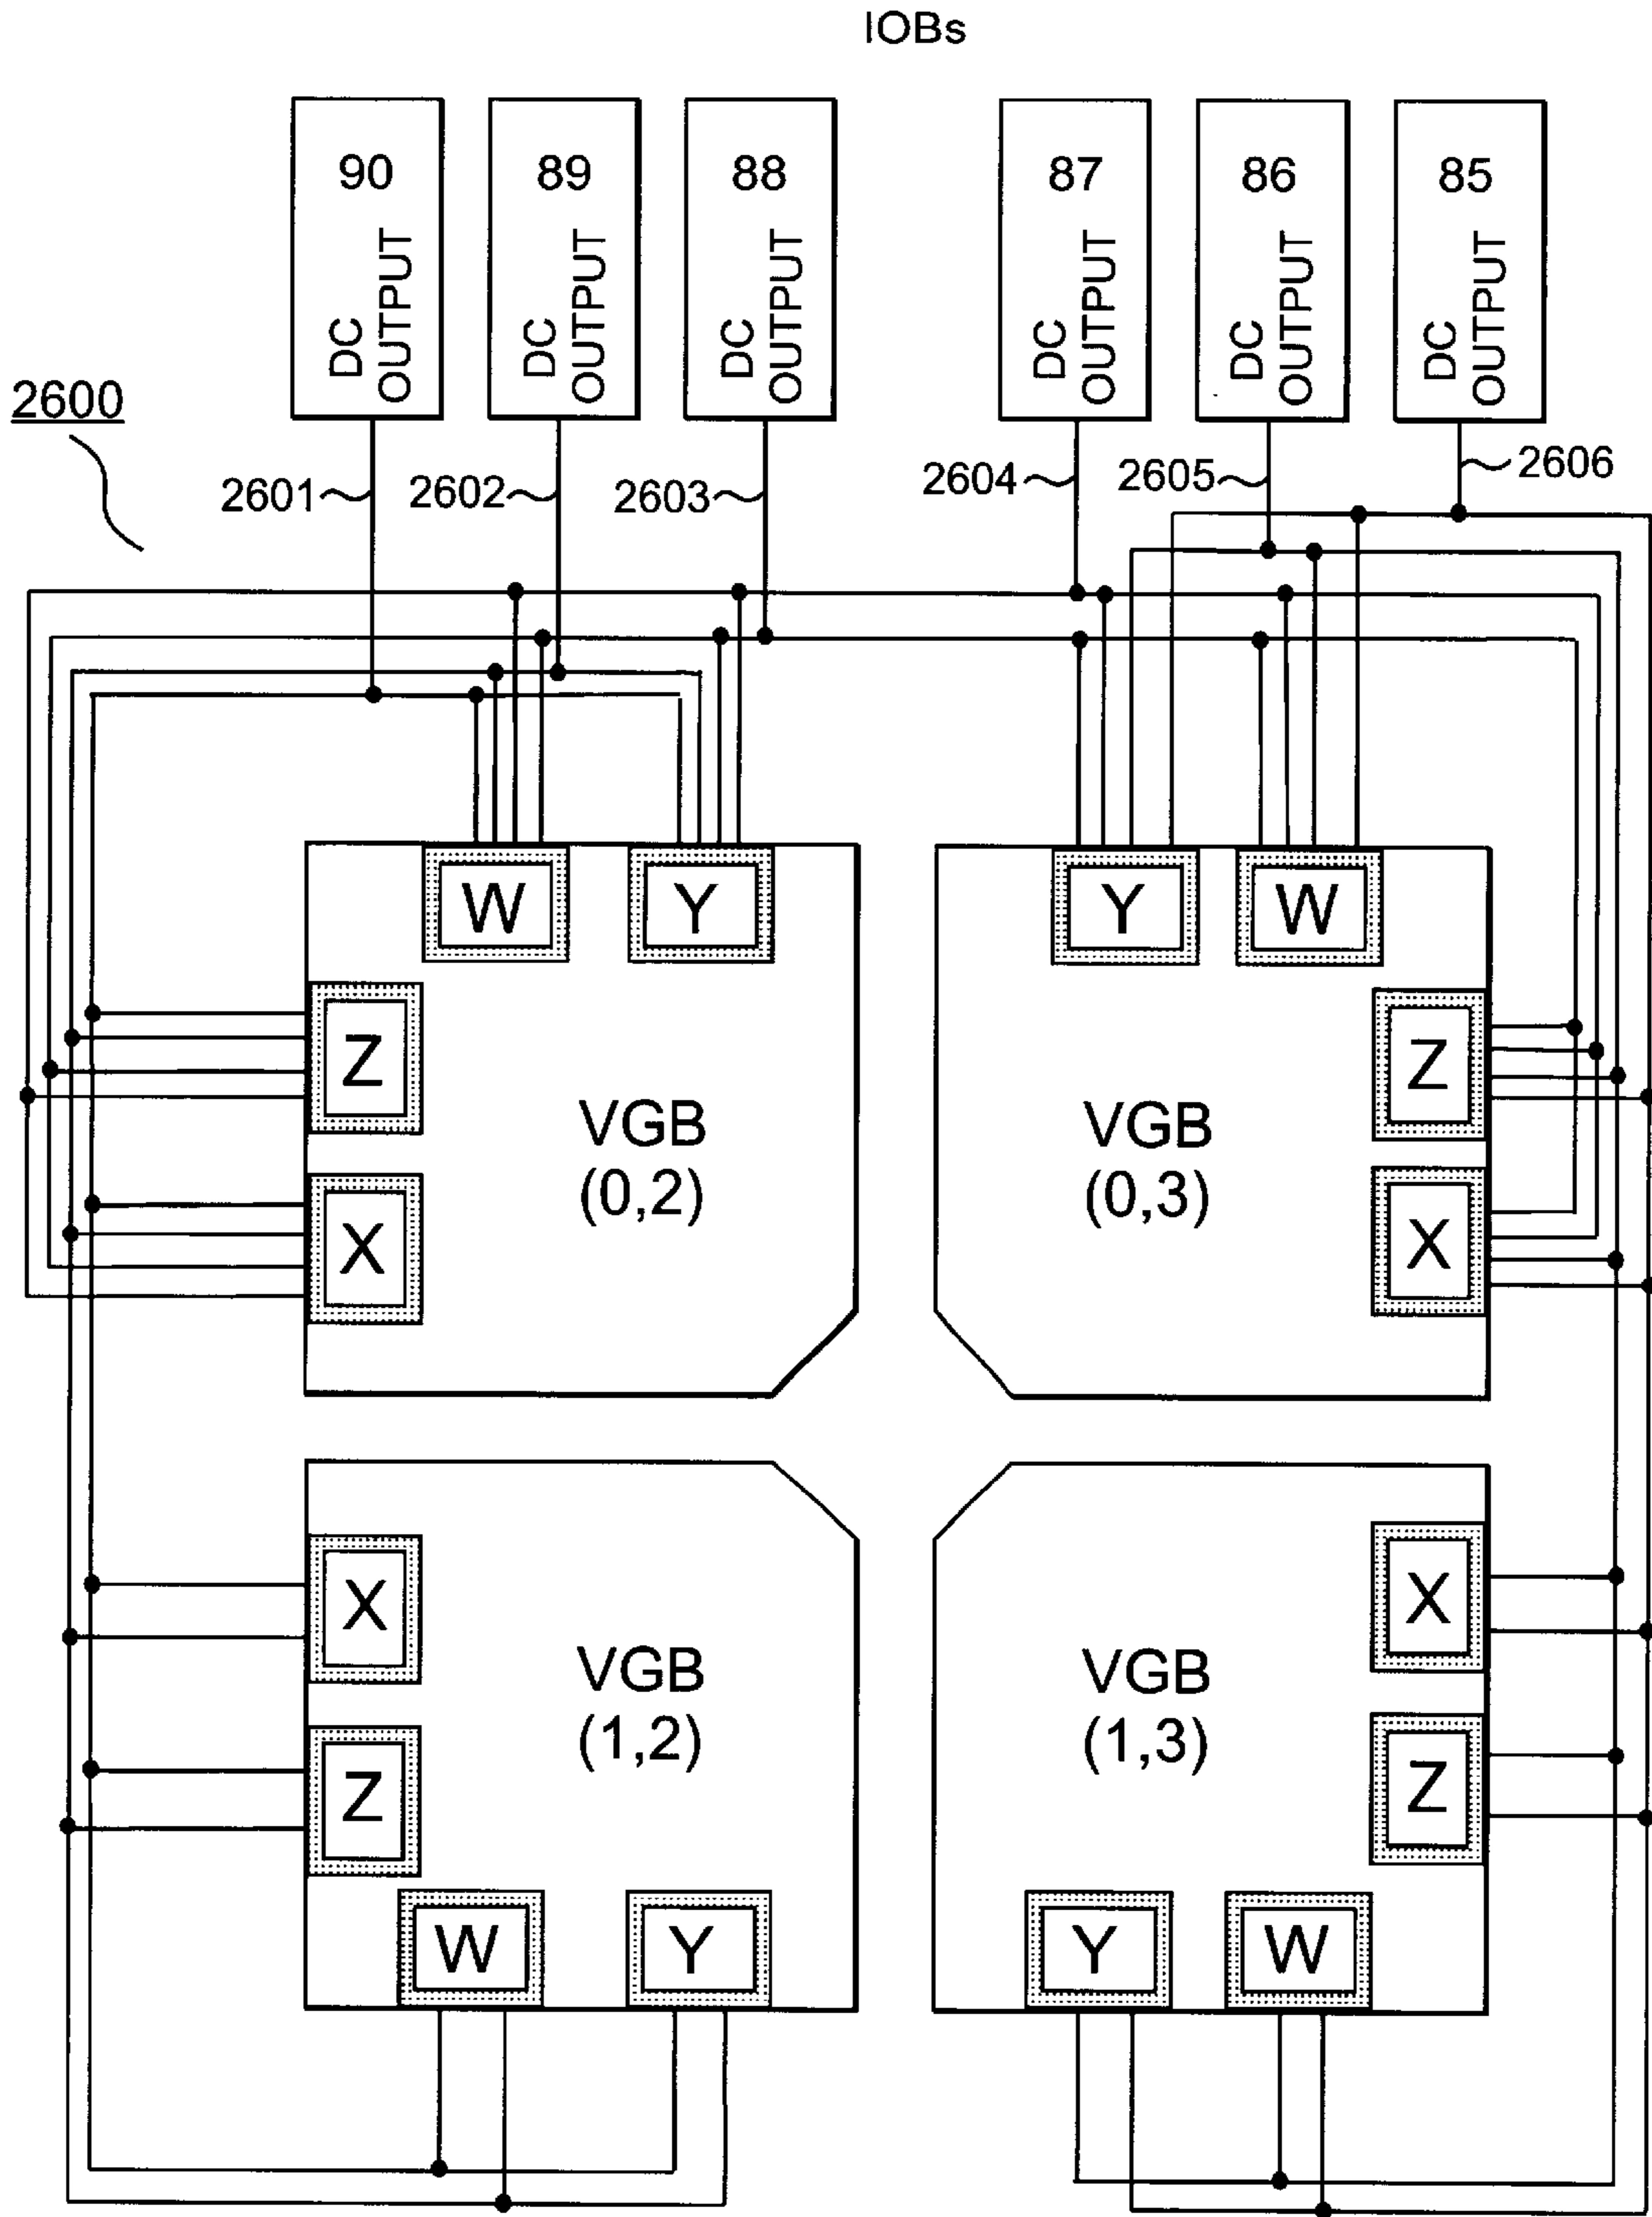 IOBs
90
DC
OUTPUT
89
DC
OUTPUT
88
DC
OUTPUT
87
DC
OUTPUT
86
DC
OUTPUT
85
DC
OUTPUT
2600
2601
2602
2603
2604
2605
2606
W
Y
Z
X
VGB
(0,2)
Y
W
Z
X
VGB
(0,3)
X
Z
W
Y
VGB
(1,2)
X
Z
Y
W
VGB
(1,3)